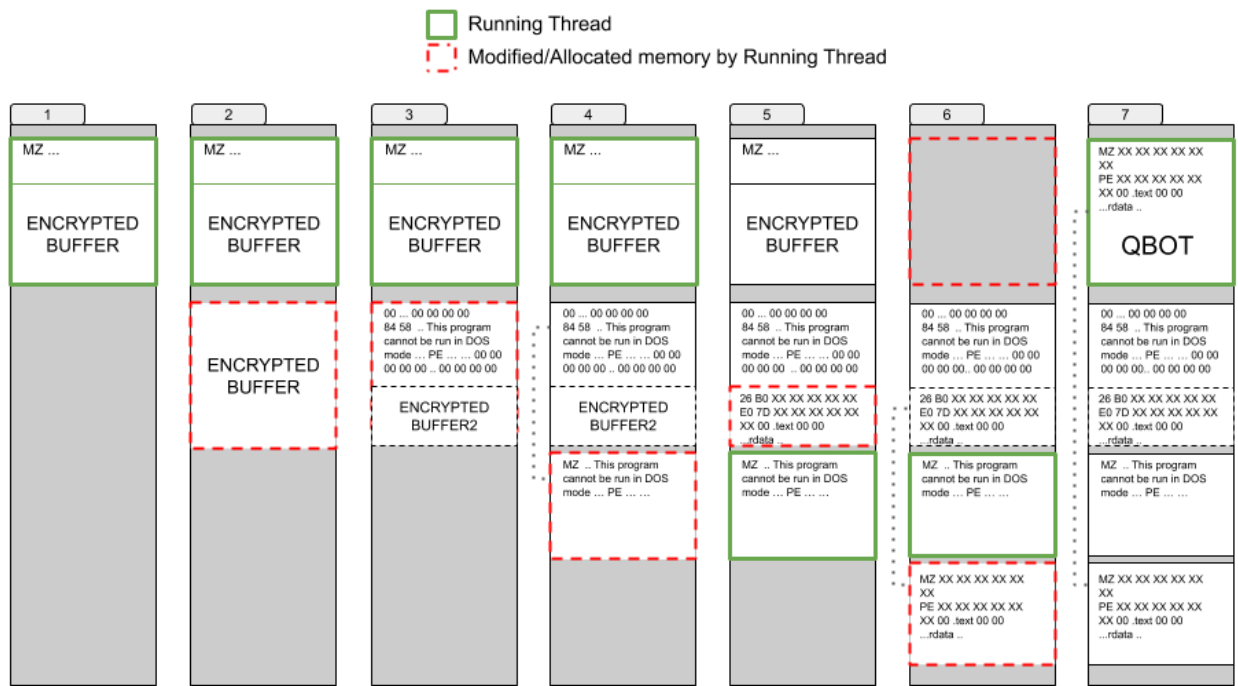 Running Thread
Modified/Allocated memory by Running Thread
1
MZ ...
ENCRYPTED
BUFFER
2
MZ ...
ENCRYPTED
BUFFER
ENCRYPTED
BUFFER
3
MZ ...
ENCRYPTED
BUFFER
00 ... 00 00 00 00
84 58 .. This program
cannot be run in DOS
mode ... PE ... ... 00 00
00 00 00 .. 00 00 00 00
ENCRYPTED
BUFFER2
4
MZ ...
ENCRYPTED
BUFFER
00 ... 00 00 00 00
84 58 .. This program
cannot be run in DOS
mode ... PE ... ... 00 00
00 00 00 .. 00 00 00 00
ENCRYPTED
BUFFER2
MZ .. This program
cannot be run in DOS
mode ... PE ... ...
5
MZ ...
ENCRYPTED
BUFFER
00 ... 00 00 00 00
84 58 .. This program
cannot be run in DOS
mode ... PE ... ... 00 00
00 00 00 .. 00 00 00 00
26 B0 XX XX XX XX XX
E0 7D XX XX XX XX XX
XX 00 .text 00 00
...rdata ..
MZ .. This program
cannot be run in DOS
mode ... PE ... ...
6
00 ... 00 00 00 00
84 58 .. This program
cannot be run in DOS
mode ... PE ... ... 00 00
00 00 00.. 00 00 00 00
26 B0 XX XX XX XX XX
E0 7D XX XX XX XX XX
XX 00 .text 00 00
...rdata ..
MZ .. This program
cannot be run in DOS
mode ... PE ... ...
MZ XX XX XX XX XX
XX
PE XX XX XX XX XX
XX 00 .text 00 00
...rdata ..
7
MZ XX XX XX XX XX
XX
PE XX XX XX XX XX
XX 00 .text 00 00
...rdata ..
QBOT
00 ... 00 00 00 00
84 58 .. This program
cannot be run in DOS
mode ... PE ... ... 00 00
00 00 00.. 00 00 00 00
26 B0 XX XX XX XX XX
E0 7D XX XX XX XX XX
XX 00 .text 00 00
...rdata ..
MZ .. This program
cannot be run in DOS
mode ... PE ... ...
MZ XX XX XX XX XX
XX
PE XX XX XX XX XX
XX 00 .text 00 00
...rdata ..